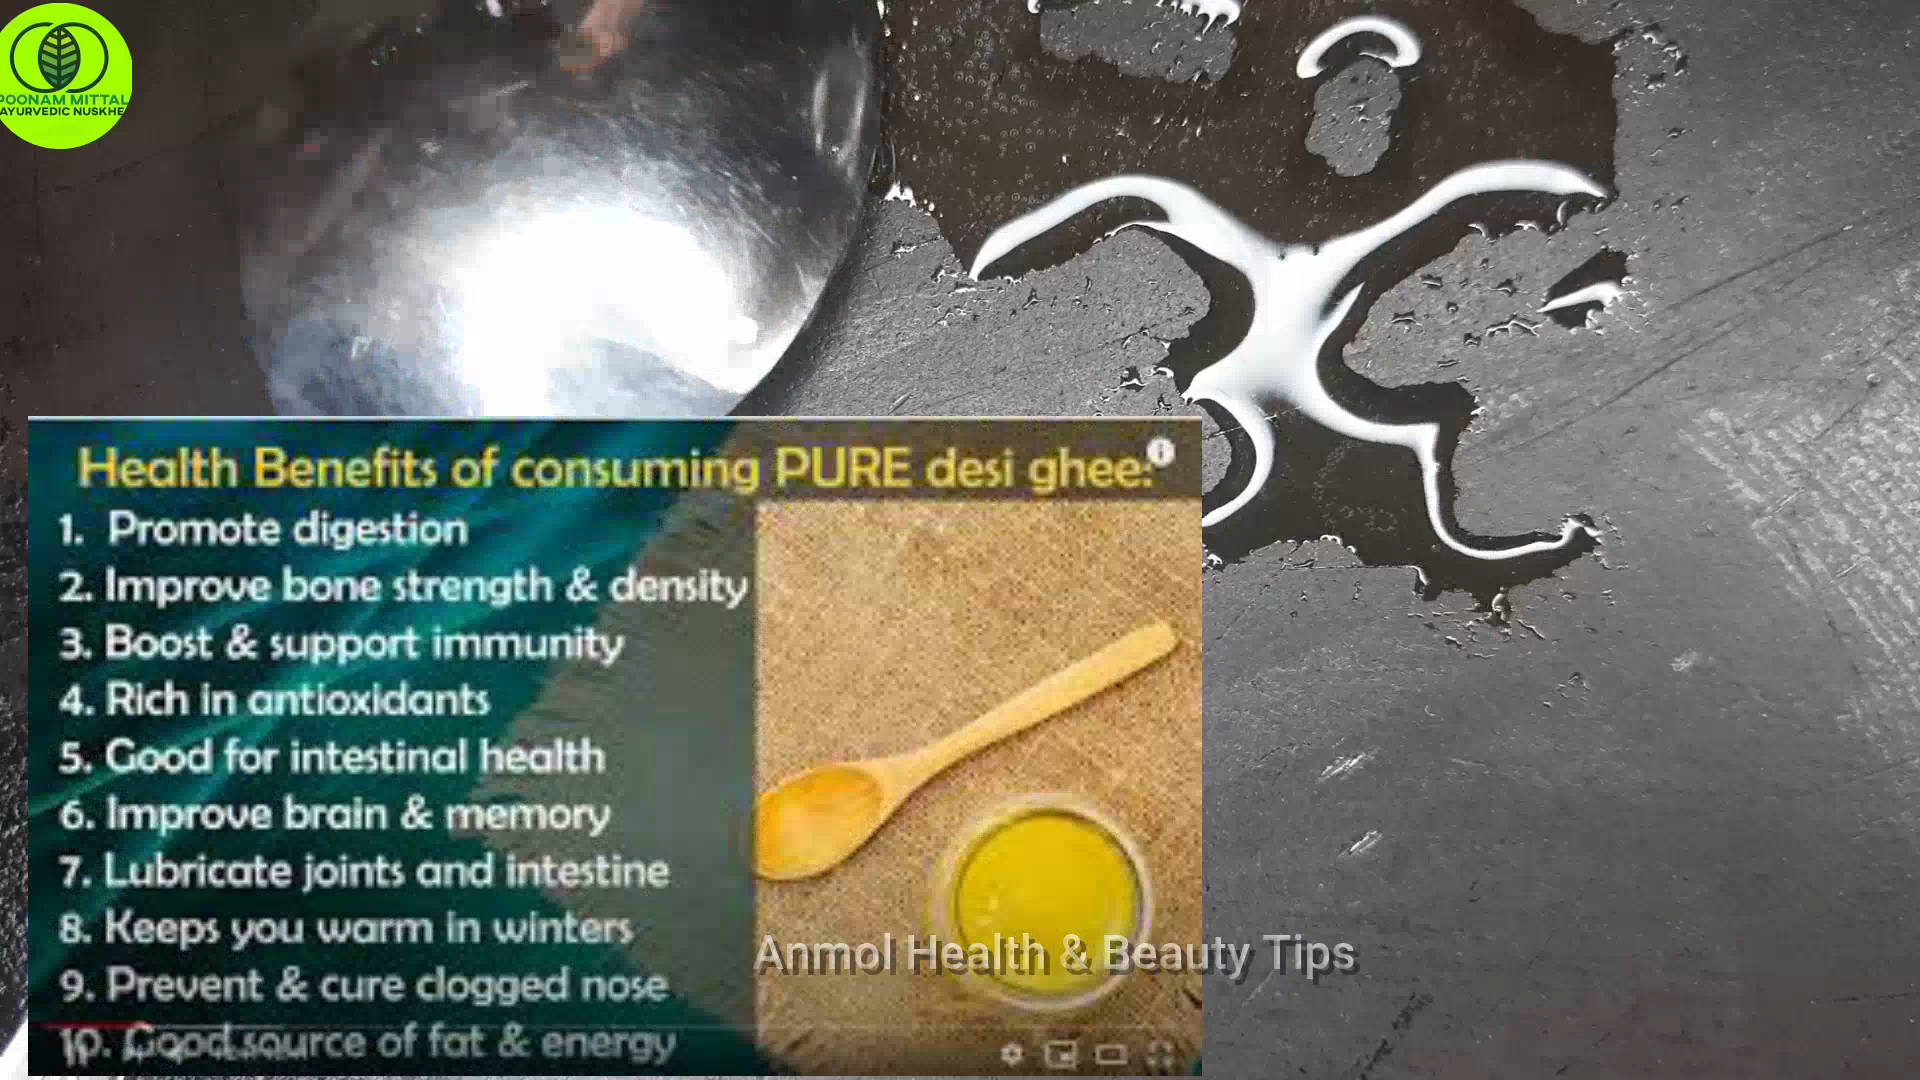 POONAM MITTAL
AYURVEDIC NUSKHE
Health Benefits of consuming PURE desi ghee:
1. Promote digestion
2. Improve bone strength & density
3. Boost & support immunity
4. Rich in antioxidants
5. Good for intestinal health
6. Improve brain & memory
7. Lubricate joints and intestine
8. Keeps you warm in winters
9. Prevent & cure clogged nose
10. Good source of fat & energy
Anmol Health & Beauty Tips